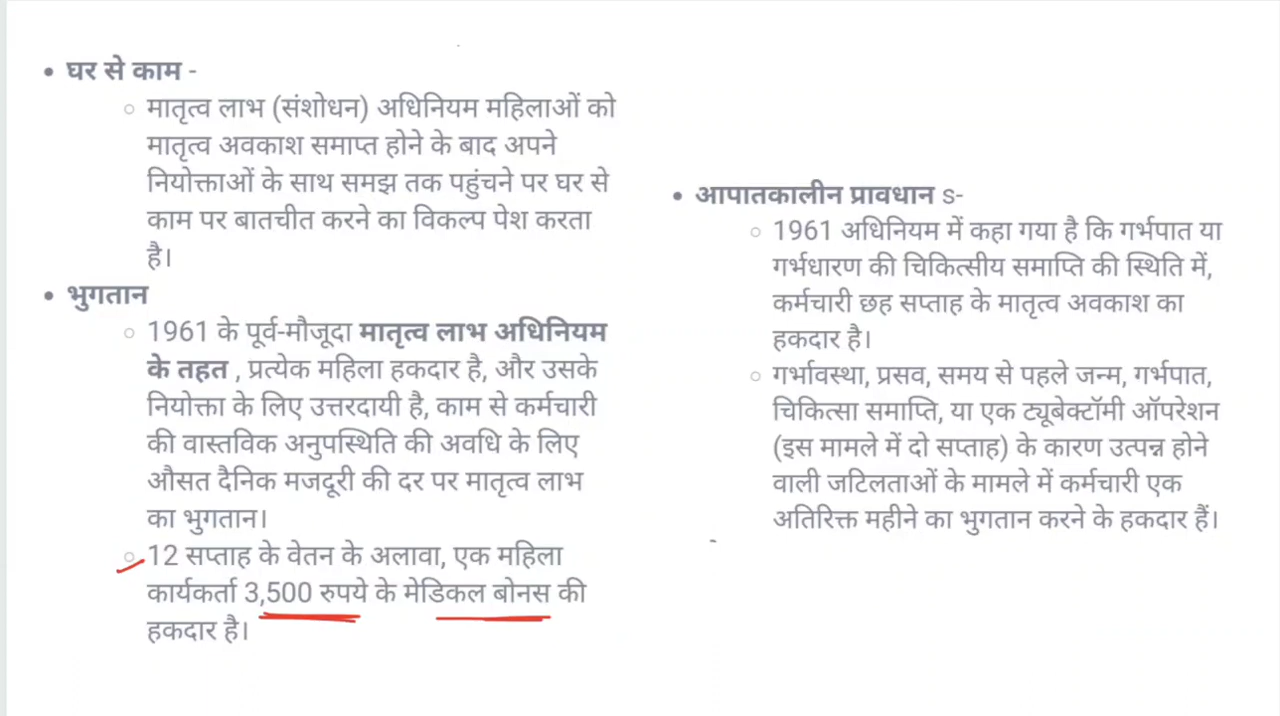 • घर से काम -
○ मातृत्व लाभ (संशोधन) अधिनियम महिलाओं को
मातृत्व अवकाश समाप्त होने के बाद अपने
नियोक्ताओं के साथ समझ तक पहुंचने पर घर से
काम पर बातचीत करने का विकल्प पेश करता
है।
• भुगतान
○ 1961 के पूर्व-मौजूदा मातृत्व लाभ अधिनियम
के तहत , प्रत्येक महिला हकदार है, और उसके
नियोक्ता के लिए उत्तरदायी है, काम से कर्मचारी
की वास्तविक अनुपस्थिति की अवधि के लिए
औसत दैनिक मजदूरी की दर पर मातृत्व लाभ
का भुगतान।
○ 12 सप्ताह के वेतन के अलावा, एक महिला
कार्यकर्ता 3,500 रुपये के मेडिकल बोनस की
हकदार है।
• आपातकालीन प्रावधान s-
○ 1961 अधिनियम में कहा गया है कि गर्भपात या
गर्भधारण की चिकित्सीय समाप्ति की स्थिति में,
कर्मचारी छह सप्ताह के मातृत्व अवकाश का
हकदार है।
○ गर्भावस्था, प्रसव, समय से पहले जन्म, गर्भपात,
चिकित्सा समाप्ति, या एक ट्यूबेक्टॉमी ऑपरेशन
(इस मामले में दो सप्ताह) के कारण उत्पन्न होने
वाली जटिलताओं के मामले में कर्मचारी एक
अतिरिक्त महीने का भुगतान करने के हकदार हैं।